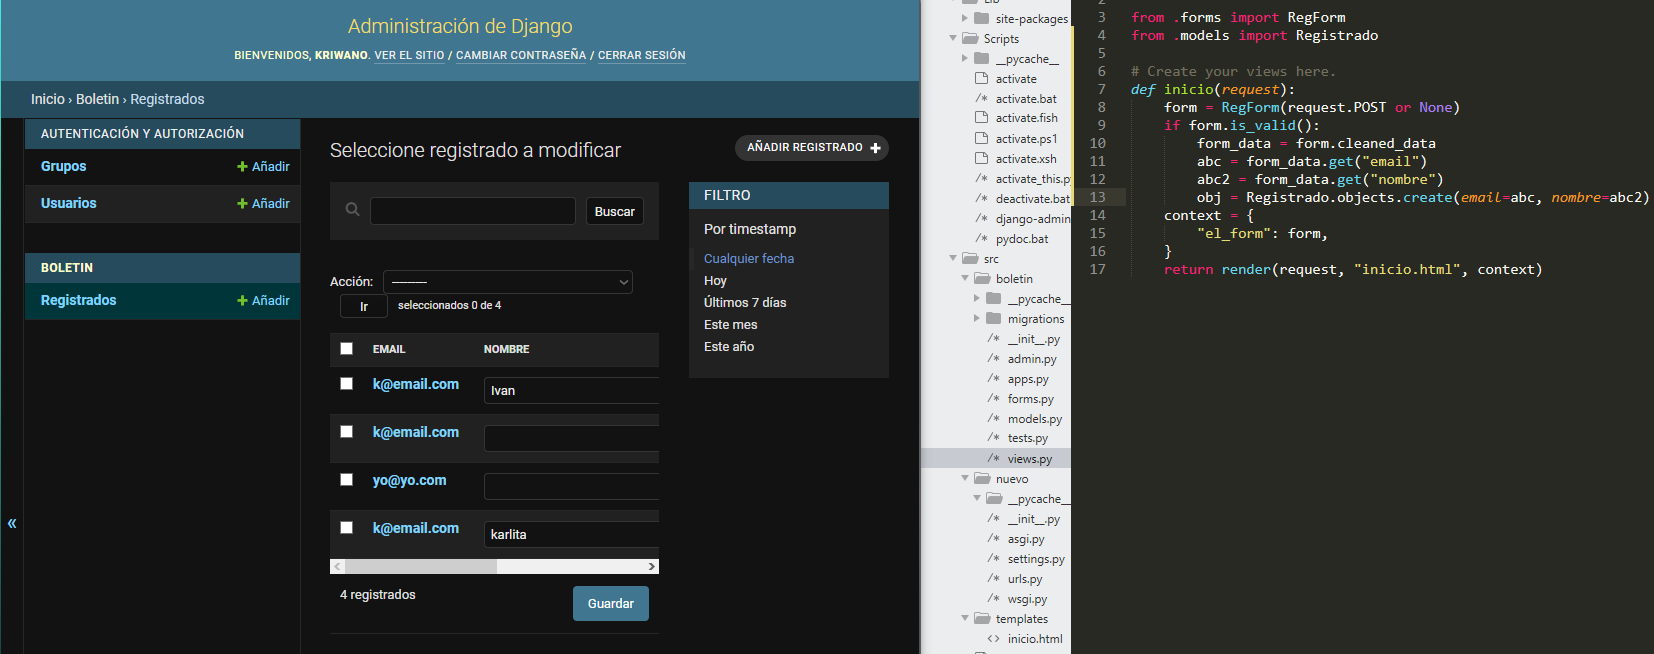 Administración de Django
BIENVENIDOS, KRIWANO. VER EL SITIO / CAMBIAR CONTRASEÑA / CERRAR SESIÓN
Inicio › Boletin › Registrados
AUTENTICACIÓN Y AUTORIZACIÓN
Grupos + Añadir
Usuarios + Añadir
BOLETIN
Registrados + Añadir
«
Seleccione registrado a modificar
AÑADIR REGISTRADO +
Buscar
Acción: ---------
Ir seleccionados 0 de 4
EMAIL NOMBRE
k@email.com Ivan
k@email.com
yo@yo.com
k@email.com karlita
4 registrados
Guardar
FILTRO
Por timestamp
Cualquier fecha
Hoy
Últimos 7 días
Este mes
Este año
Lib
site-packages
Scripts
__pycache__
activate
/* activate.bat
activate.fish
activate.ps1
activate.xsh
/* activate_this.py
/* deactivate.bat
/* django-admin
/* pydoc.bat
src
boletin
__pycache__
migrations
/* __init__.py
/* admin.py
/* apps.py
/* forms.py
/* models.py
/* tests.py
/* views.py
nuevo
__pycache__
/* __init__.py
/* asgi.py
/* settings.py
/* urls.py
/* wsgi.py
templates
<> inicio.html
2
3 from .forms import RegForm
4 from .models import Registrado
5
6 # Create your views here.
7 def inicio(request):
8 form = RegForm(request.POST or None)
9 if form.is_valid():
10 form_data = form.cleaned_data
11 abc = form_data.get("email")
12 abc2 = form_data.get("nombre")
13 obj = Registrado.objects.create(email=abc, nombre=abc2)
14 context = {
15 "el_form": form,
16 }
17 return render(request, "inicio.html", context)